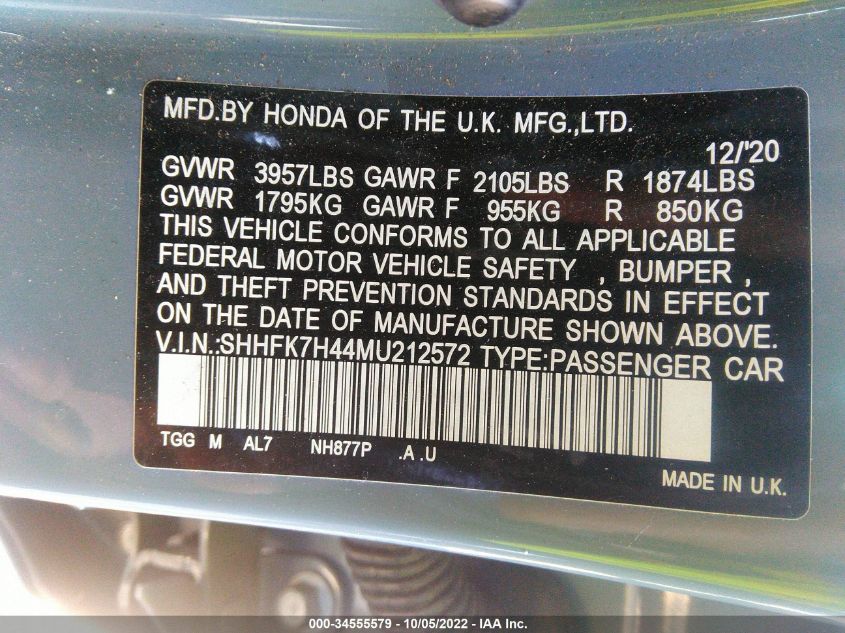 MFD.BY HONDA OF THE U.K. MFG.,LTD.
12/'20
GVWR 3957LBS GAWR F 2105LBS R 1874LBS
GVWR 1795KG GAWR F 955KG R 850KG
THIS VEHICLE CONFORMS TO ALL APPLICABLE
FEDERAL MOTOR VEHICLE SAFETY , BUMPER ,
AND THEFT PREVENTION STANDARDS IN EFFECT
ON THE DATE OF MANUFACTURE SHOWN ABOVE.
V.I.N.:SHHFK7H44MU212572 TYPE:PASSENGER CAR
TGG M AL7 NH877P .A .U
MADE IN U.K.
000-34555579 - 10/05/2022 - IAA Inc.